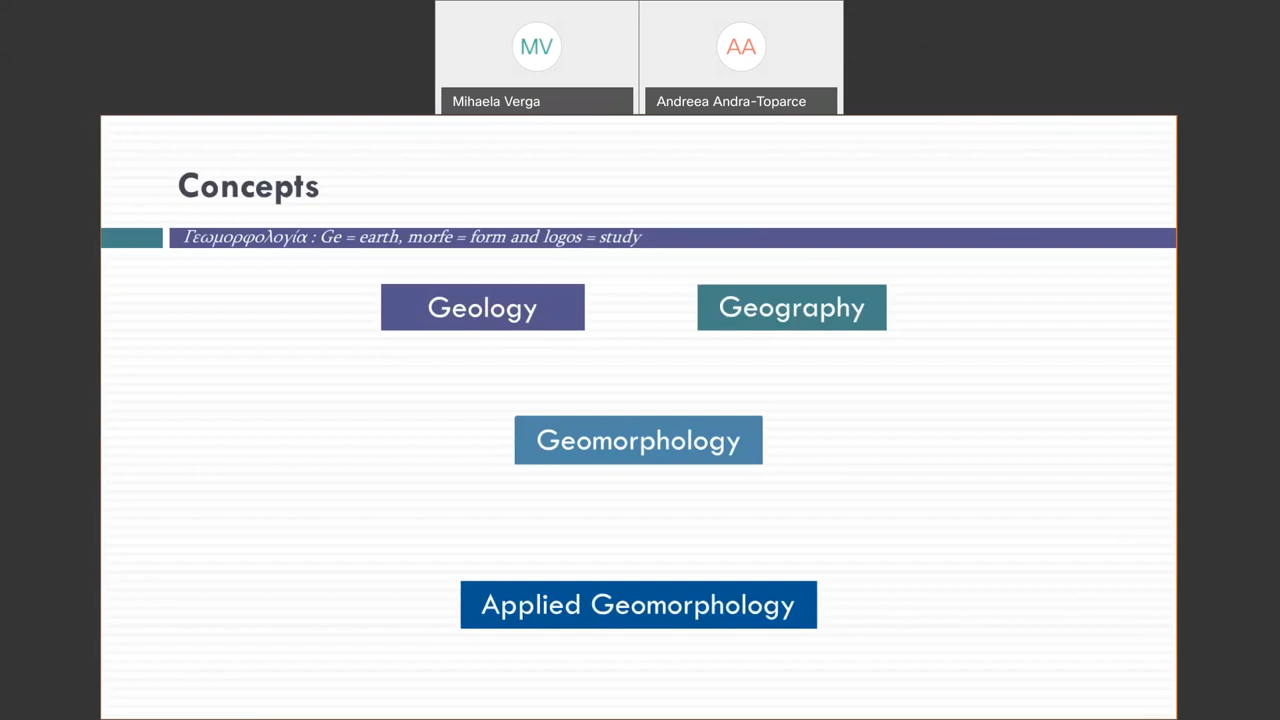 MV
AA
Mihaela Verga
Andreea Andra-Toparce
Concepts
Γεωμορφολογία : Ge = earth, morfe = form and logos = study
Geology
Geography
Geomorphology
Applied Geomorphology